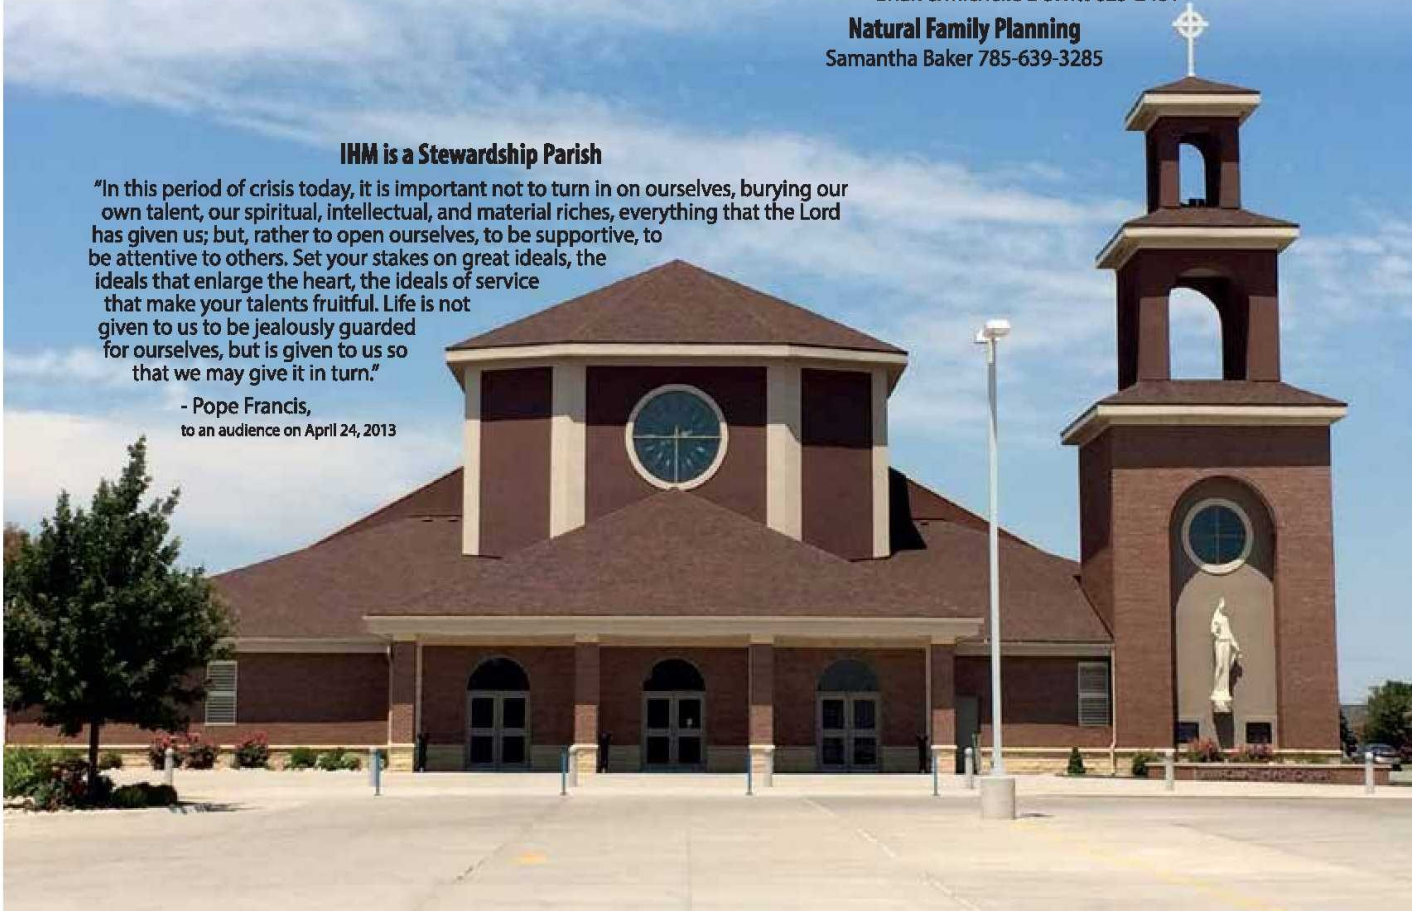 Natural Family Planning
Samantha Baker 785-639-3285
IHM is a Stewardship Parish
"In this period of crisis today, it is important not to turn in on ourselves, burying our
own talent, our spiritual, intellectual, and material riches, everything that the Lord
has given us; but, rather to open ourselves, to be supportive, to
be attentive to others. Set your stakes on great ideals, the
ideals that enlarge the heart, the ideals of service
that make your talents fruitful. Life is not
given to us to be jealously guarded
for ourselves, but is given to us so
that we may give it in turn."
- Pope Francis,
to an audience on April 24, 2013